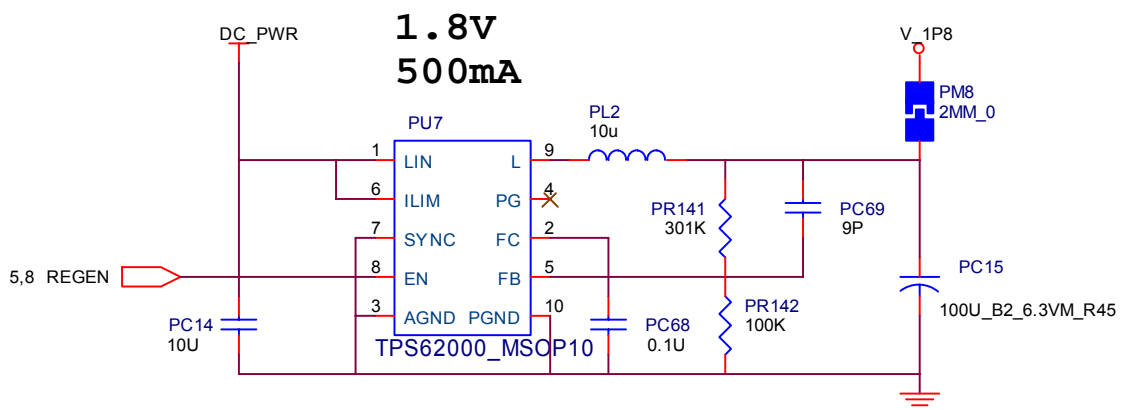 1.8V
500mA
DC_PWR
V_1P8
PM8
2MM_0
PL2
10u
PU7
1
LIN
L
9
6
ILIM
PG
4
7
SYNC
FC
2
8
EN
FB
5
3
AGND
PGND
10
TPS62000_MSOP10
5,8 REGEN
PC14
10U
PR141
301K
PC69
9P
PR142
100K
PC68
0.1U
PC15
100U_B2_6.3VM_R45